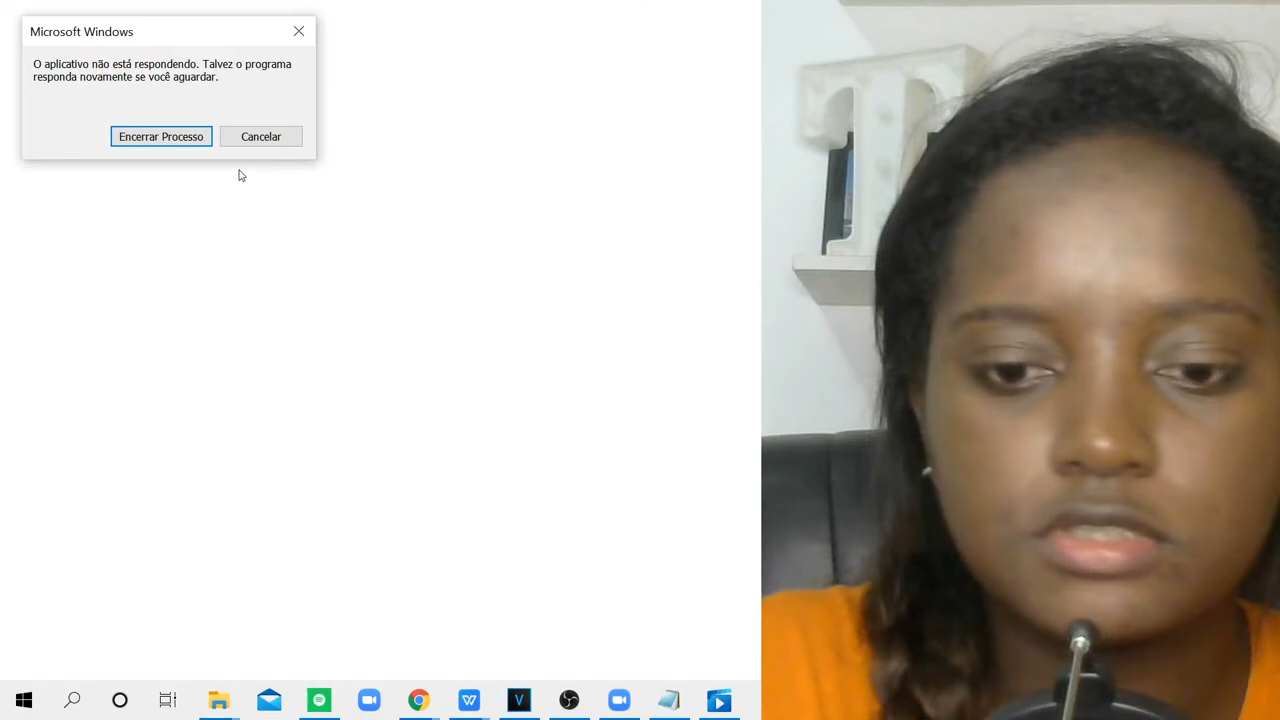 Microsoft Windows
O aplicativo não está respondendo. Talvez o programa
responda novamente se você aguardar.
Encerrar Processo
Cancelar